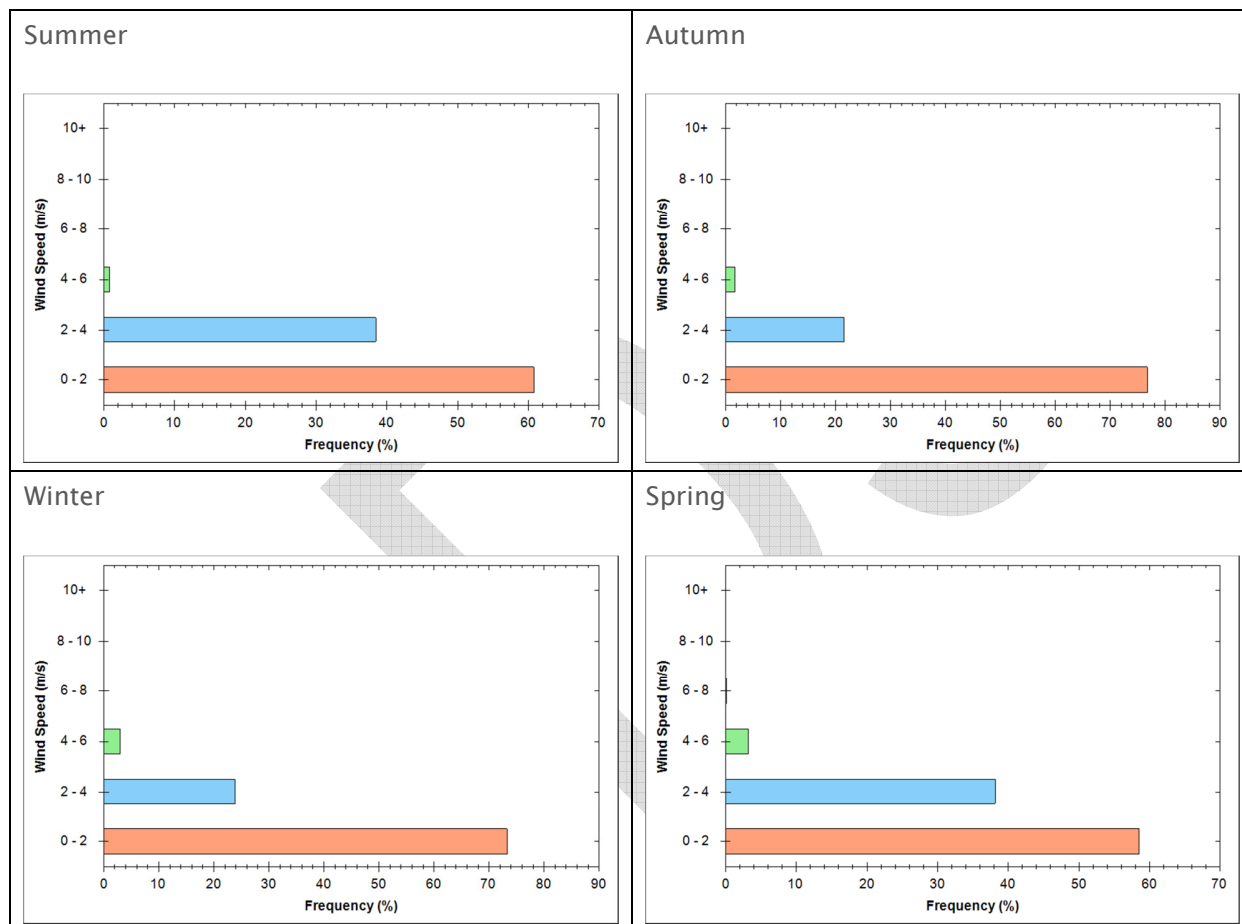 Summer
Wind Speed (m/s)
10+
8 - 10
6 - 8
4 - 6
2 - 4
0 - 2
0 10 20 30 40 50 60 70
Frequency (%)
Autumn
Wind Speed (m/s)
10+
8 - 10
6 - 8
4 - 6
2 - 4
0 - 2
0 10 20 30 40 50 60 70 80 90
Frequency (%)
Winter
Wind Speed (m/s)
10+
8 - 10
6 - 8
4 - 6
2 - 4
0 - 2
0 10 20 30 40 50 60 70 80 90
Frequency (%)
Spring
Wind Speed (m/s)
10+
8 - 10
6 - 8
4 - 6
2 - 4
0 - 2
0 10 20 30 40 50 60 70
Frequency (%)